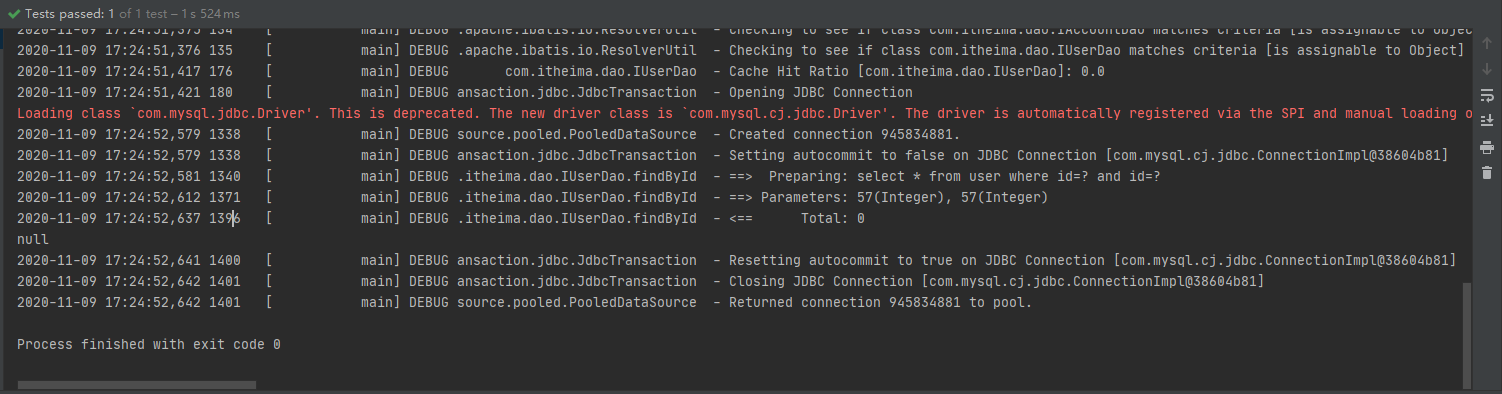 Tests passed: 1 of 1 test – 1 s 524 ms
2020-11-09 17:24:51,375 134    [           main] DEBUG .apache.ibatis.io.ResolverUtil  - Checking to see if class com.itheima.dao.IAccountDao matches criteria [is assignable to Objec
2020-11-09 17:24:51,376 135    [           main] DEBUG .apache.ibatis.io.ResolverUtil  - Checking to see if class com.itheima.dao.IUserDao matches criteria [is assignable to Object]
2020-11-09 17:24:51,417 176    [           main] DEBUG       com.itheima.dao.IUserDao  - Cache Hit Ratio [com.itheima.dao.IUserDao]: 0.0
2020-11-09 17:24:51,421 180    [           main] DEBUG ansaction.jdbc.JdbcTransaction  - Opening JDBC Connection
Loading class `com.mysql.jdbc.Driver'. This is deprecated. The new driver class is `com.mysql.cj.jdbc.Driver'. The driver is automatically registered via the SPI and manual loading o
2020-11-09 17:24:52,579 1338   [           main] DEBUG source.pooled.PooledDataSource  - Created connection 945834881.
2020-11-09 17:24:52,579 1338   [           main] DEBUG ansaction.jdbc.JdbcTransaction  - Setting autocommit to false on JDBC Connection [com.mysql.cj.jdbc.ConnectionImpl@38604b81]
2020-11-09 17:24:52,581 1340   [           main] DEBUG .itheima.dao.IUserDao.findById  - ==>  Preparing: select * from user where id=? and id=?
2020-11-09 17:24:52,612 1371   [           main] DEBUG .itheima.dao.IUserDao.findById  - ==> Parameters: 57(Integer), 57(Integer)
2020-11-09 17:24:52,637 1396   [           main] DEBUG .itheima.dao.IUserDao.findById  - <==      Total: 0
null
2020-11-09 17:24:52,641 1400   [           main] DEBUG ansaction.jdbc.JdbcTransaction  - Resetting autocommit to true on JDBC Connection [com.mysql.cj.jdbc.ConnectionImpl@38604b81]
2020-11-09 17:24:52,642 1401   [           main] DEBUG ansaction.jdbc.JdbcTransaction  - Closing JDBC Connection [com.mysql.cj.jdbc.ConnectionImpl@38604b81]
2020-11-09 17:24:52,642 1401   [           main] DEBUG source.pooled.PooledDataSource  - Returned connection 945834881 to pool.
Process finished with exit code 0